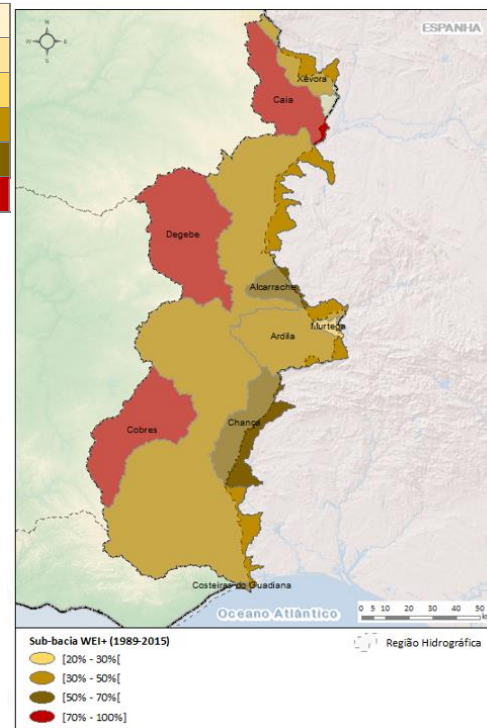 N
W E
S
ESPANHA
Xévora
Caia
Degebe
Alcarrache
Murtega
Ardila
Chança
Cobres
Costeiras do Guadiana
Oceano Atlântico
0 5 10 20 30 40 50
Sub-bacia WEI+ (1989-2015)
Região Hidrográfica
[20% - 30%[
[30% - 50%[
[50% - 70%[
[70% - 100%]